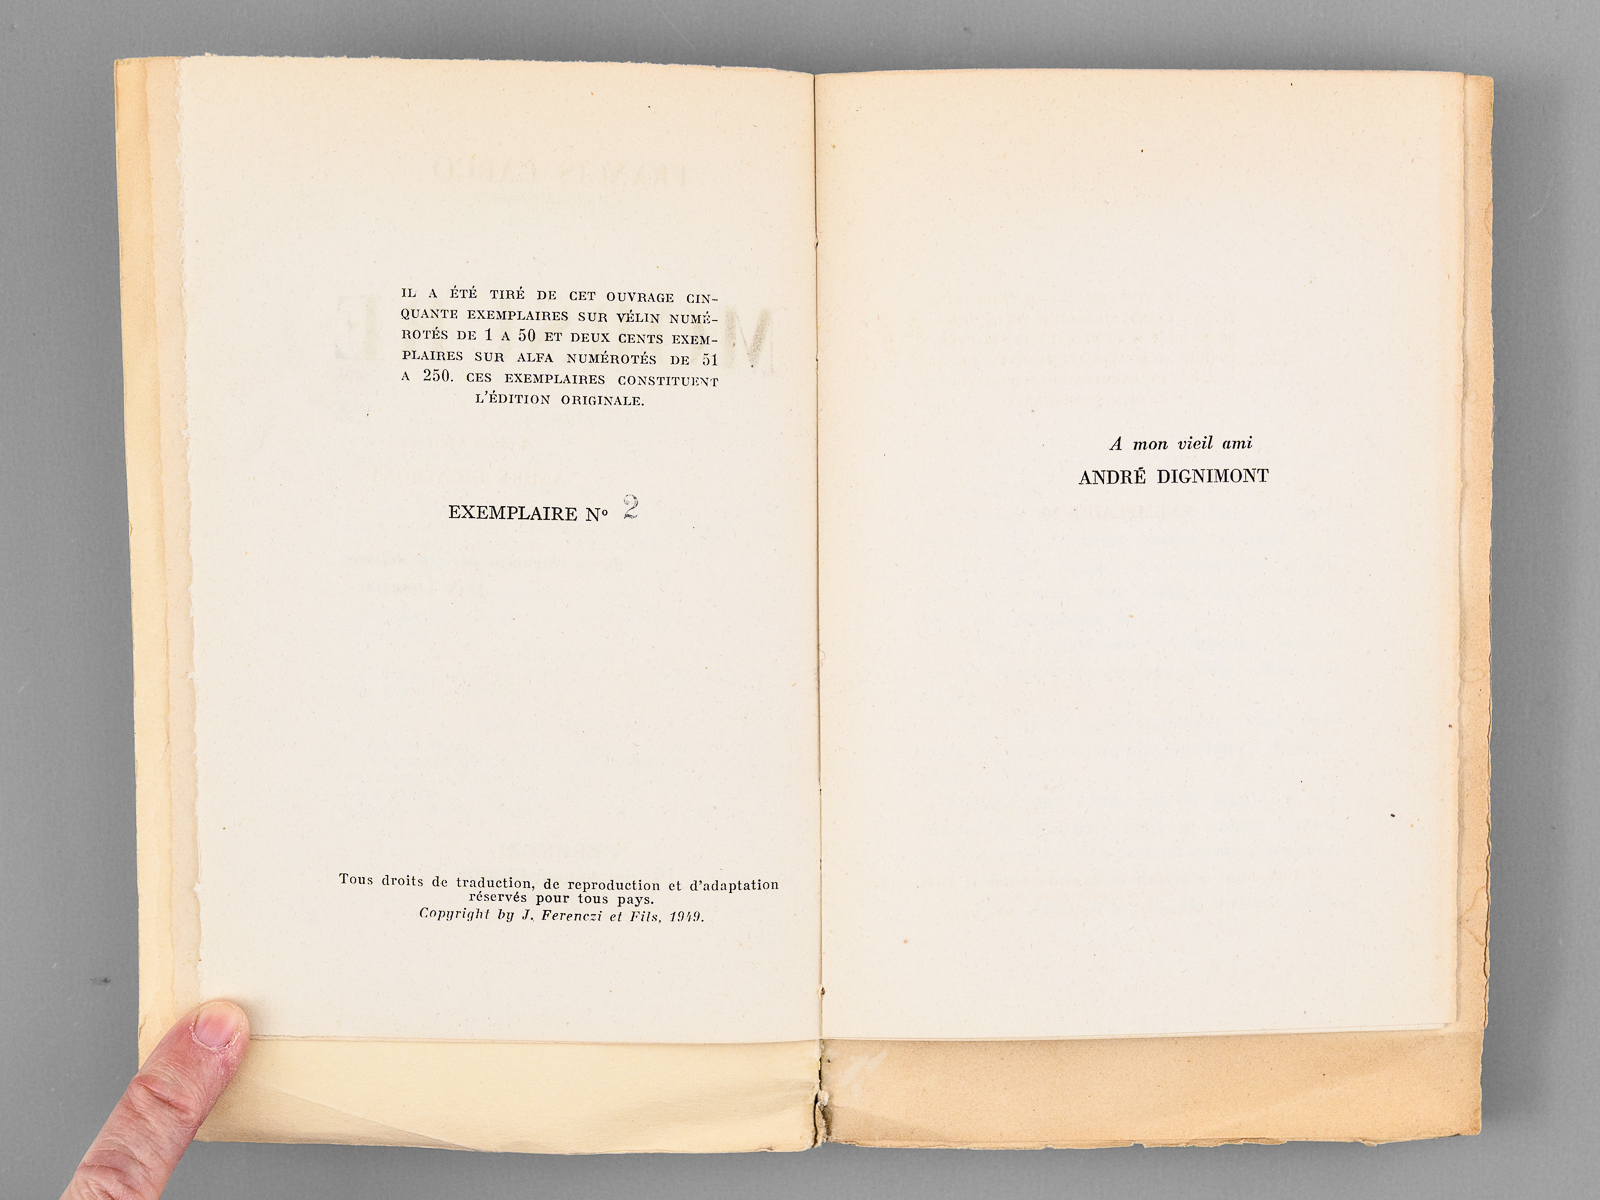 IL A ÉTÉ TIRÉ DE CET OUVRAGE CIN-
QUANTE EXEMPLAIRES SUR VÉLIN NUMÉ-
ROTÉS DE 1 A 50 ET DEUX CENTS EXEM-
PLAIRES SUR ALFA NUMÉROTÉS DE 51
A 250. CES EXEMPLAIRES CONSTITUENT
L'ÉDITION ORIGINALE.
EXEMPLAIRE Nº 2
Tous droits de traduction, de reproduction et d'adaptation
réservés pour tous pays.
Copyright by J. Ferenczi et Fils, 1949.
A mon vieil ami
ANDRÉ DIGNIMONT